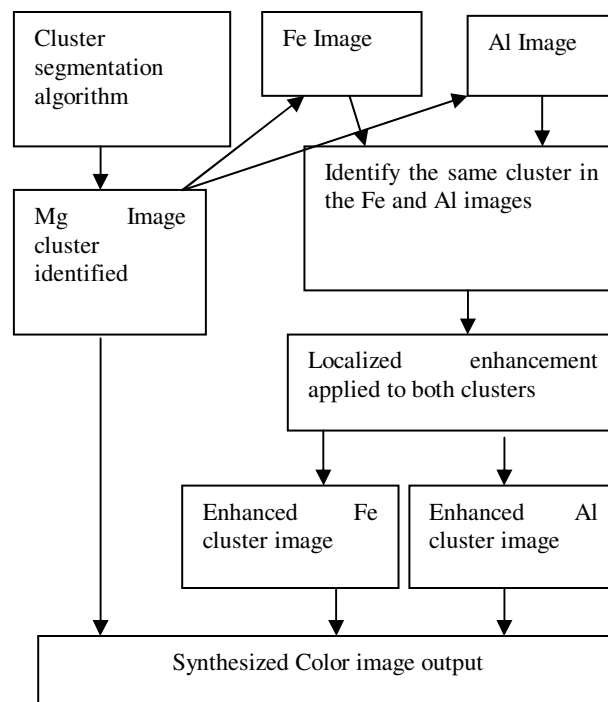 Cluster
segmentation
algorithm
Fe Image
Al Image
Identify the same cluster in
the Fe and Al images
Mg Image
cluster
identified
Localized enhancement
applied to both clusters
Enhanced Fe
cluster image
Enhanced Al
cluster image
Synthesized Color image output